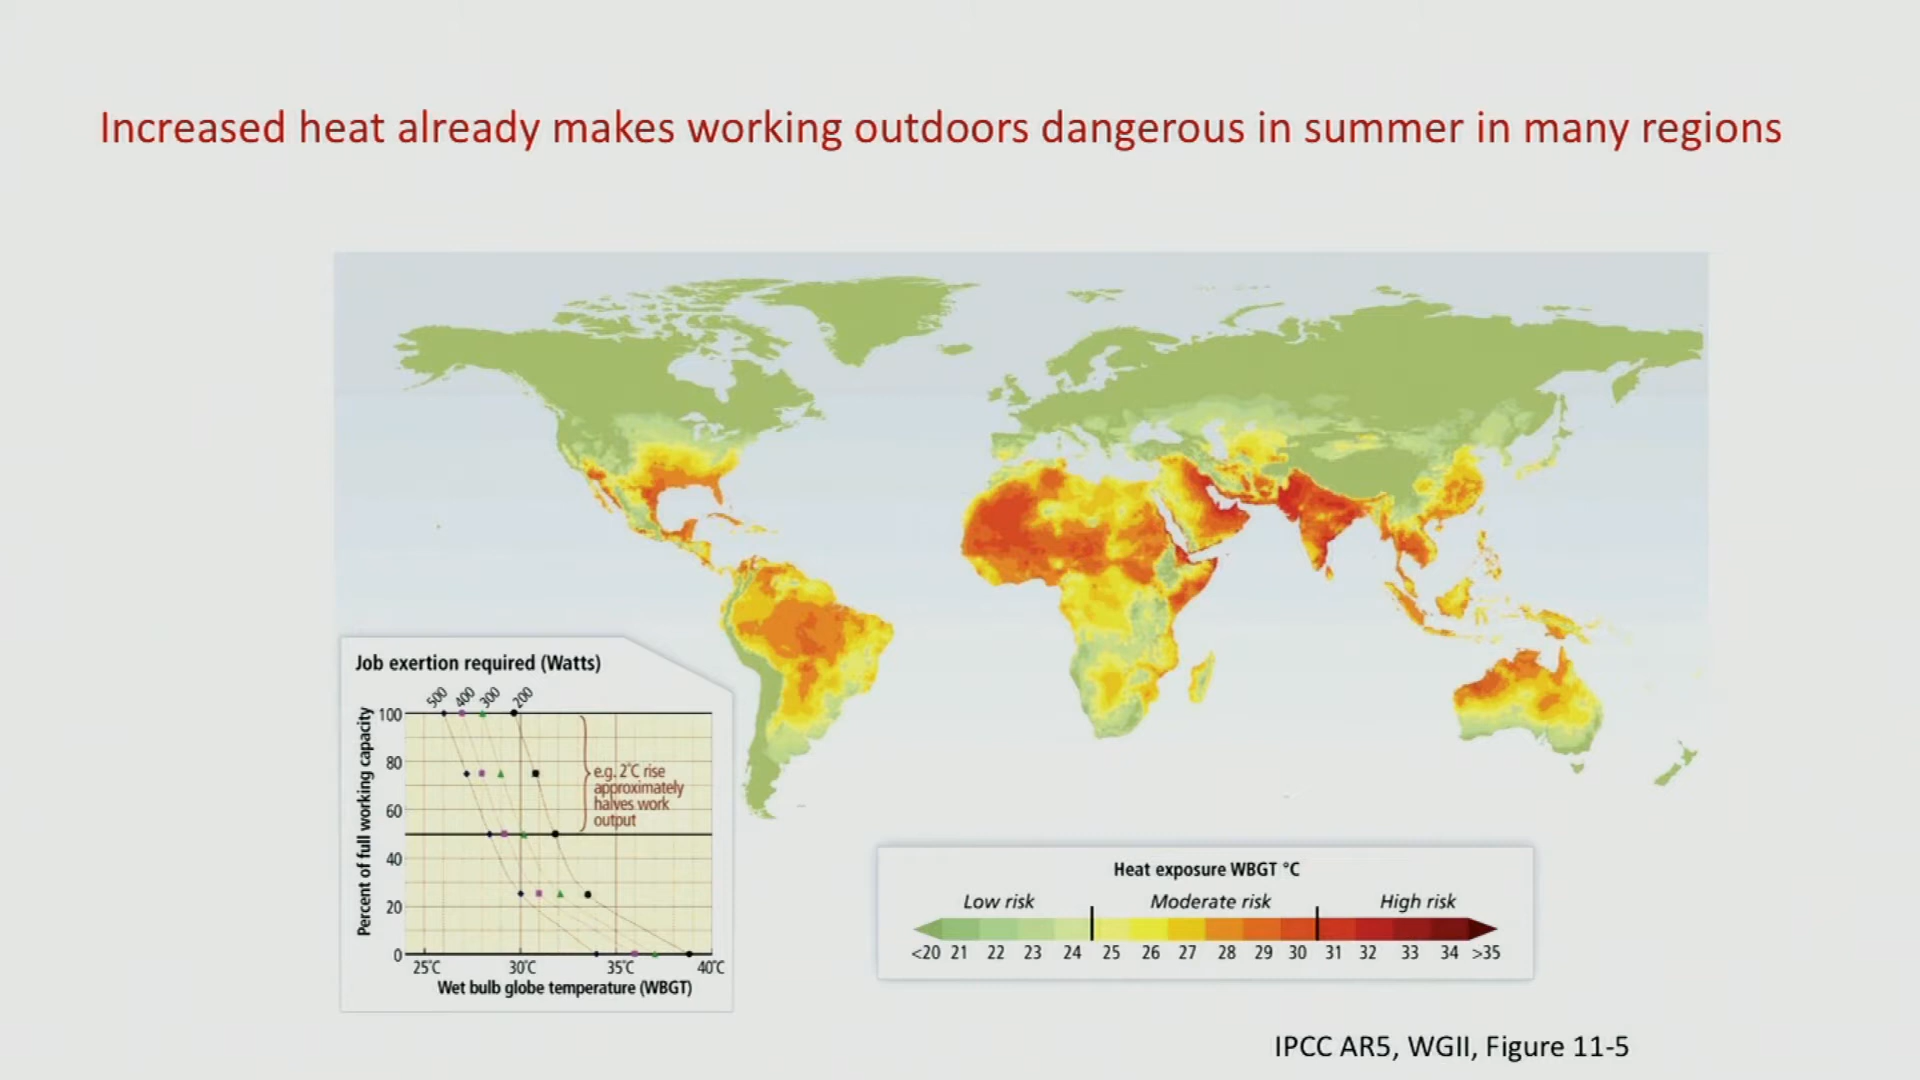 Increased heat already makes working outdoors dangerous in summer in many regions
Job exertion required (Watts)
500 400 300 200
Percent of full working capacity
100
80
60
40
20
0
e.g. 2°C rise
approximately
halves work
output
25°C 30°C 35°C 40°C
Wet bulb globe temperature (WBGT)
Heat exposure WBGT °C
Low risk Moderate risk High risk
<20 21 22 23 24 25 26 27 28 29 30 31 32 33 34 >35
IPCC AR5, WGII, Figure 11-5